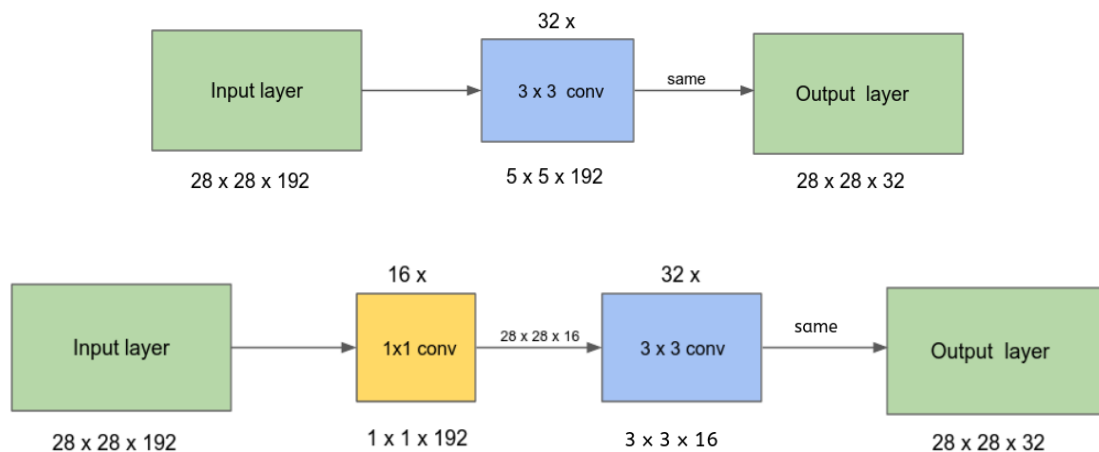 32 x
Input layer
3 x 3 conv
same
Output layer
28 x 28 x 192
5 x 5 x 192
28 x 28 x 32
16 x
32 x
Input layer
1x1 conv
28 x 28 x 16
3 x 3 conv
same
Output layer
28 x 28 x 192
1 x 1 x 192
3 x 3 x 16
28 x 28 x 32